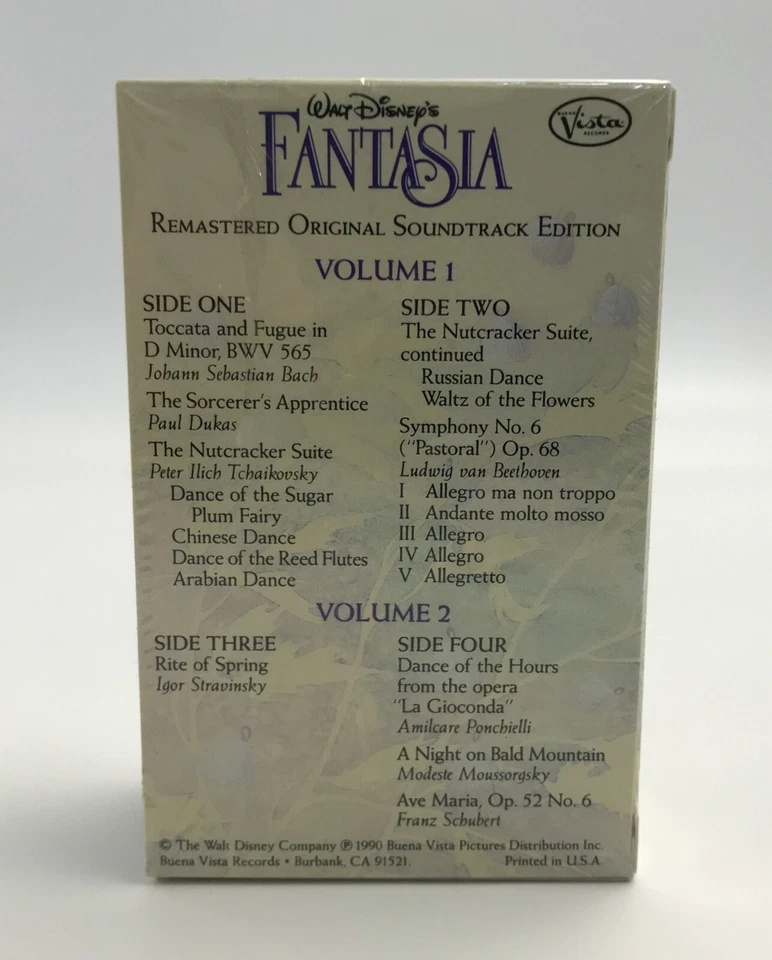 Walt Disney's
FANTASIA
BUENA
Vista
RECORDS
REMASTERED ORIGINAL SOUNDTRACK EDITION
VOLUME 1
SIDE ONE
Toccata and Fugue in
D Minor, BWV 565
Johann Sebastian Bach
The Sorcerer's Apprentice
Paul Dukas
The Nutcracker Suite
Peter Ilich Tchaikovsky
Dance of the Sugar
Plum Fairy
Chinese Dance
Dance of the Reed Flutes
Arabian Dance
SIDE TWO
The Nutcracker Suite,
continued
Russian Dance
Waltz of the Flowers
Symphony No. 6
("Pastoral") Op. 68
Ludwig van Beethoven
I Allegro ma non troppo
II Andante molto mosso
III Allegro
IV Allegro
V Allegretto
VOLUME 2
SIDE THREE
Rite of Spring
Igor Stravinsky
SIDE FOUR
Dance of the Hours
from the opera
"La Gioconda"
Amilcare Ponchielli
A Night on Bald Mountain
Modeste Moussorgsky
Ave Maria, Op. 52 No. 6
Franz Schubert
© The Walt Disney Company ℗ 1990 Buena Vista Pictures Distribution Inc.
Buena Vista Records • Burbank, CA 91521. Printed in U.S.A.